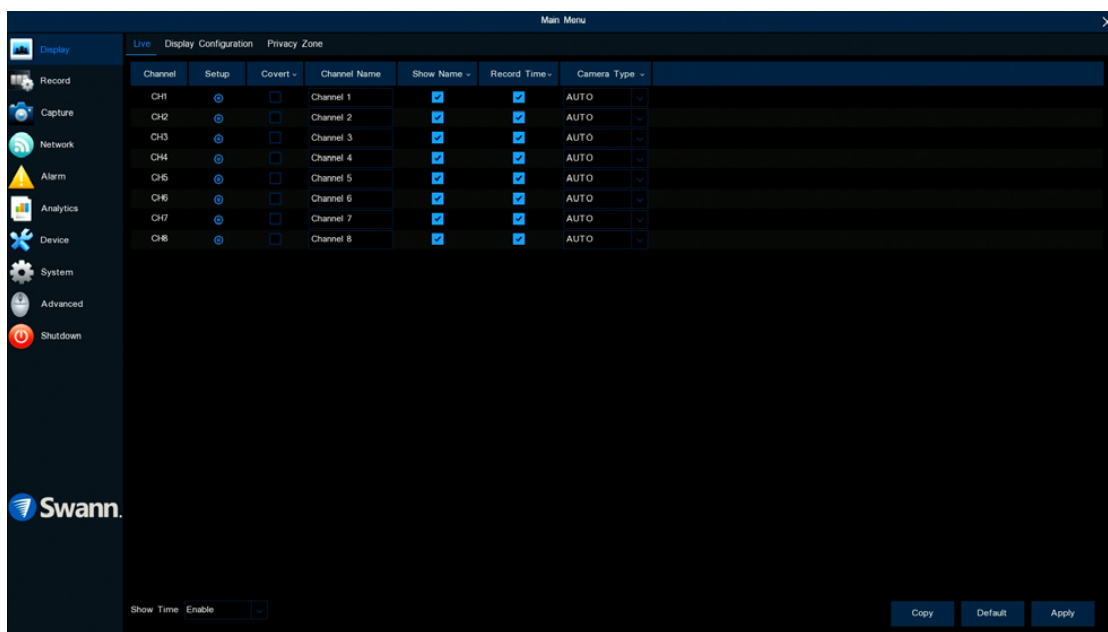 Main Menu
Display
Live Display Configuration Privacy Zone
Channel Setup Covert Channel Name Show Name Record Time Camera Type
Record
CH1 Channel 1 AUTO
Capture
CH2 Channel 2 AUTO
CH3 Channel 3 AUTO
Network
CH4 Channel 4 AUTO
Alarm
CH5 Channel 5 AUTO
CH6 Channel 6 AUTO
Analytics
CH7 Channel 7 AUTO
Device
CH8 Channel 8 AUTO
System
Advanced
Shutdown
Swann.
Show Time Enable
Copy Default Apply